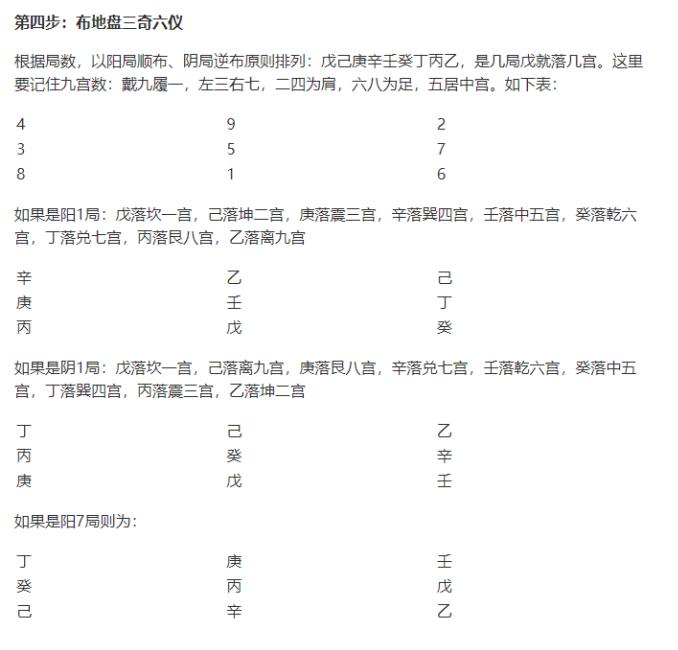 第四步：布地盘三奇六仪
根据局数，以阳局顺布、阴局逆布原则排列：戊己庚辛壬癸丁丙乙，是几局戊就落几宫。这里
要记住九宫数：戴九履一，左三右七，二四为肩，六八为足，五居中宫。如下表：
4 9 2
3 5 7
8 1 6
如果是阳1局：戊落坎一宫，己落坤二宫，庚落震三宫，辛落巽四宫，壬落中五宫，癸落乾六
宫，丁落兑七宫，丙落艮八宫，乙落离九宫
辛 乙 己
庚 壬 丁
丙 戊 癸
如果是阴1局：戊落坎一宫，己落离九宫，庚落艮八宫，辛落兑七宫，壬落乾六宫，癸落中五
宫，丁落巽四宫，丙落震三宫，乙落坤二宫
丁 己 乙
丙 癸 辛
庚 戊 壬
如果是阳7局则为：
丁 庚 壬
癸 丙 戊
己 辛 乙